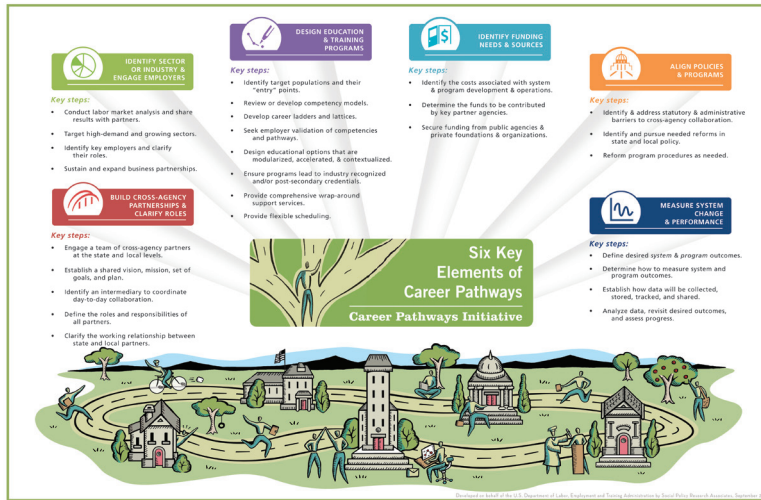 IDENTIFY SECTOR
OR INDUSTRY &
ENGAGE EMPLOYERS
Key steps:
• Conduct labor market analysis and share
results with partners.
• Target high-demand and growing sectors.
• Identify key employers and clarify
their roles.
• Sustain and expand business partnerships.
BUILD CROSS-AGENCY
PARTNERSHIPS &
CLARIFY ROLES
Key steps:
• Engage a team of cross-agency partners
at the state and local levels.
• Establish a shared vision, mission, set of
goals, and plan.
• Identify an intermediary to coordinate
day-to-day collaboration.
• Define the roles and responsibilities of
all partners.
• Clarify the working relationship between
state and local partners.
DESIGN EDUCATION
& TRAINING
PROGRAMS
Key steps:
• Identify target populations and their
"entry" points.
• Review or develop competency models.
• Develop career ladders and lattices.
• Seek employer validation of competencies
and pathways.
• Design educational options that are
modularized, accelerated, & contextualized.
• Ensure programs lead to industry recognized
and/or post-secondary credentials.
• Provide comprehensive wrap-around
support services.
• Provide flexible scheduling.
IDENTIFY FUNDING
NEEDS & SOURCES
Key steps:
• Identify the costs associated with system
& program development & operations.
• Determine the funds to be contributed
by key partner agencies.
• Secure funding from public agencies &
private foundations & organizations.
ALIGN POLICIES
& PROGRAMS
Key steps:
• Identify & address statutory & administrative
barriers to cross-agency collaboration.
• Identify and pursue needed reforms in
state and local policy.
• Reform program procedures as needed.
MEASURE SYSTEM
CHANGE
& PERFORMANCE
Key steps:
• Define desired system & program outcomes.
• Determine how to measure system and
program outcomes.
• Establish how data will be collected,
stored, tracked, and shared.
• Analyze data, revisit desired outcomes,
and assess progress.
Six Key
Elements of
Career Pathways
Career Pathways Initiative
Developed on behalf of the U.S. Department of Labor, Employment and Training Administration by Social Policy Research Associates, September